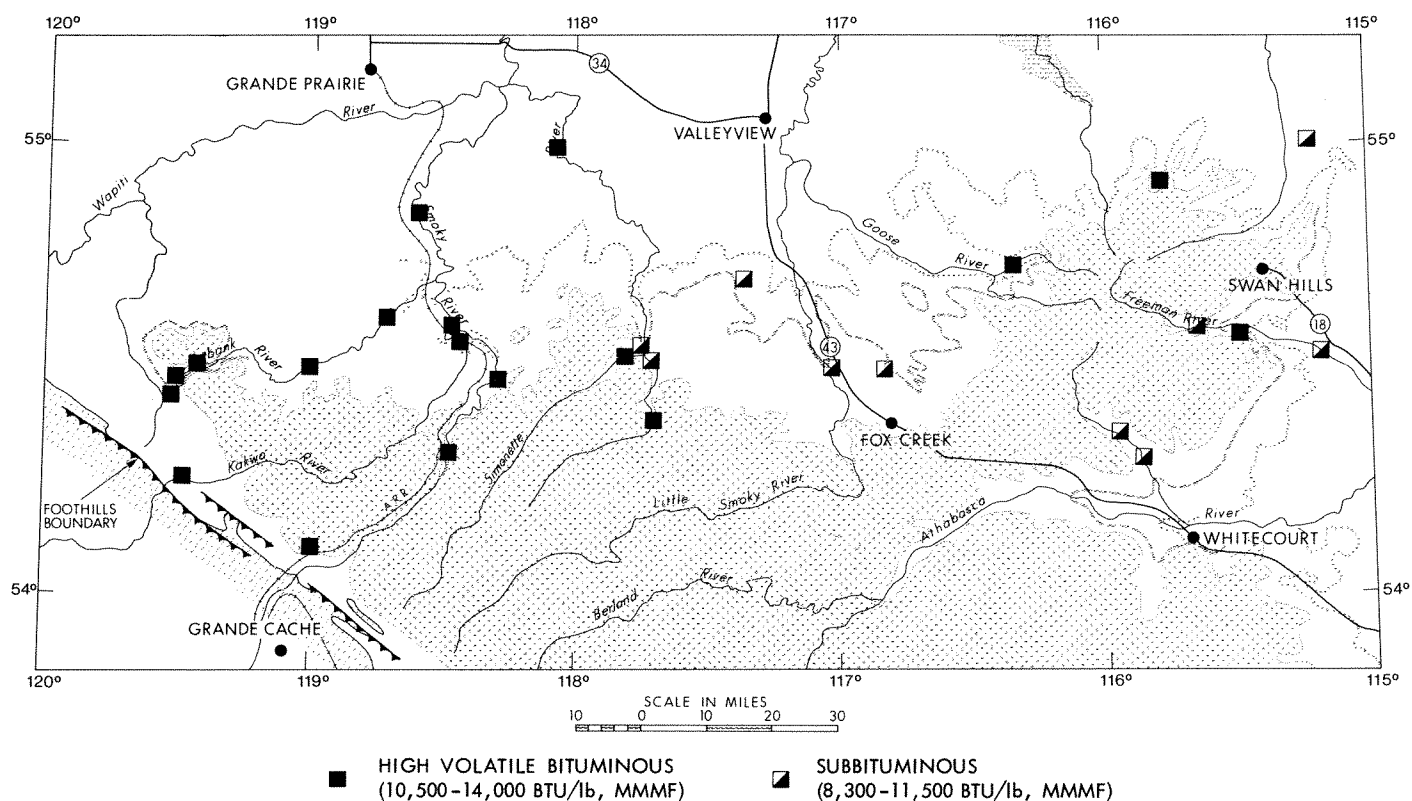 120° 119° 118° 117° 116° 115°
34
GRANDE PRAIRIE
River
VALLEYVIEW
55° 55°
River
Wapiti
Smoky
Goose
River
SWAN HILLS
Freeman River
River
18
43
River
FOX CREEK
Simonette
Kakwa River
FOOTHILLS
BOUNDARY
A.R.R.
Little Smoky River
Athabasca
River
WHITECOURT
Berland River
54° 54°
GRANDE CACHE
120° 119° 118° 117° 116° 115°
SCALE IN MILES
10 0 10 20 30
HIGH VOLATILE BITUMINOUS
(10,500-14,000 BTU/lb, MMMF)
SUBBITUMINOUS
(8,300-11,500 BTU/lb, MMMF)